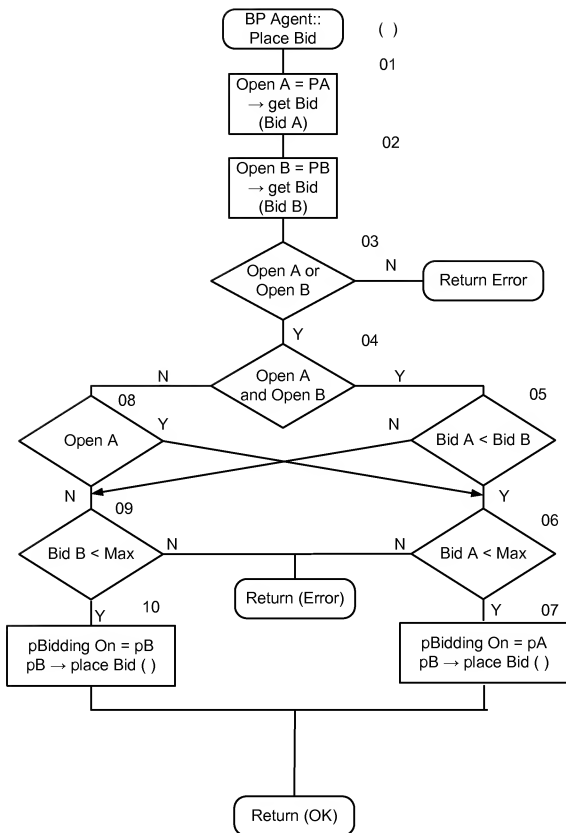 BP Agent::
Place Bid
( )
01
Open A = PA
→ get Bid
(Bid A)
02
Open B = PB
→ get Bid
(Bid B)
03
Open A or
Open B
N
Return Error
Y
04
Open A
and Open B
N
Y
08
05
Open A
Y
N
Bid A < Bid B
N
Y
09
06
Bid B < Max
N
N
Bid A < Max
Return (Error)
Y
10
Y
07
pBidding On = pB
pB → place Bid ( )
pBidding On = pA
pB → place Bid ( )
Return (OK)